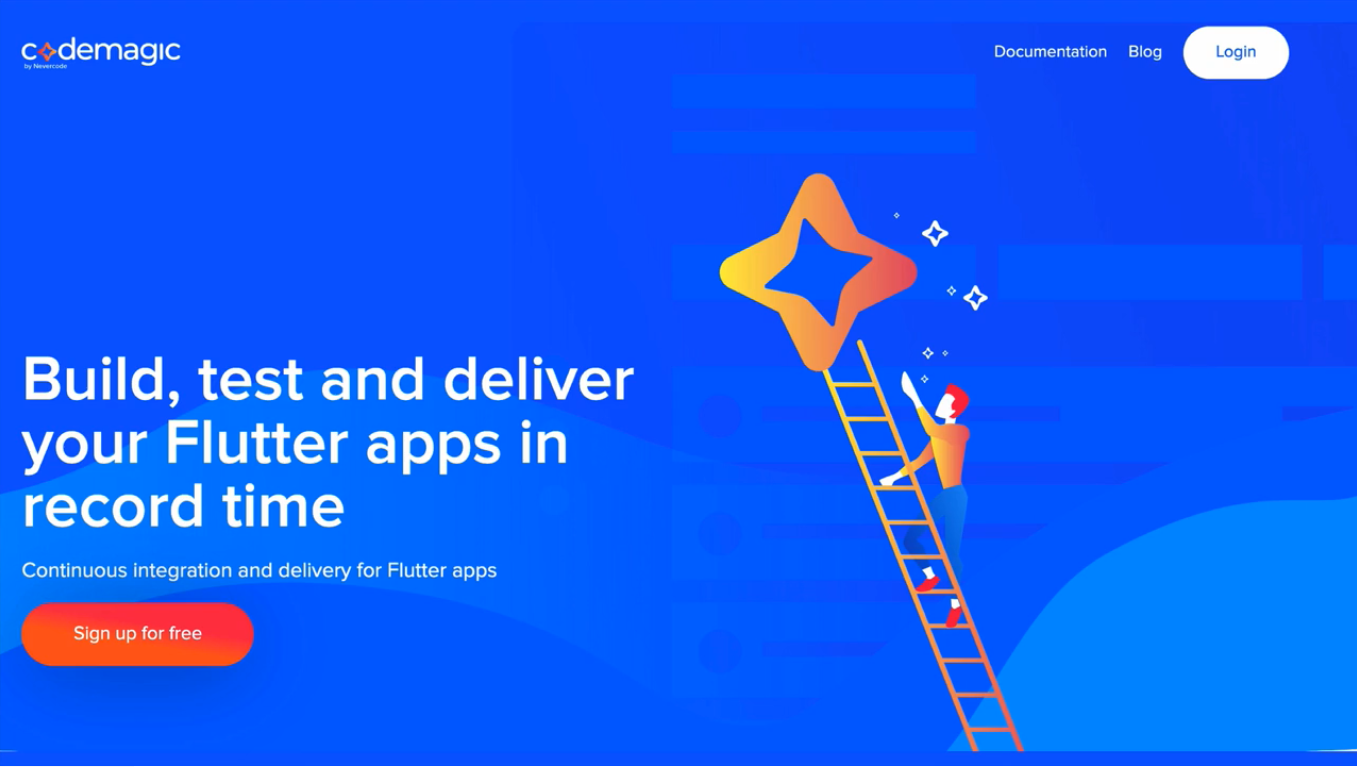 codemagic
by Nevercode
Documentation
Blog
Login
Build, test and deliver
your Flutter apps in
record time
Continuous integration and delivery for Flutter apps
Sign up for free